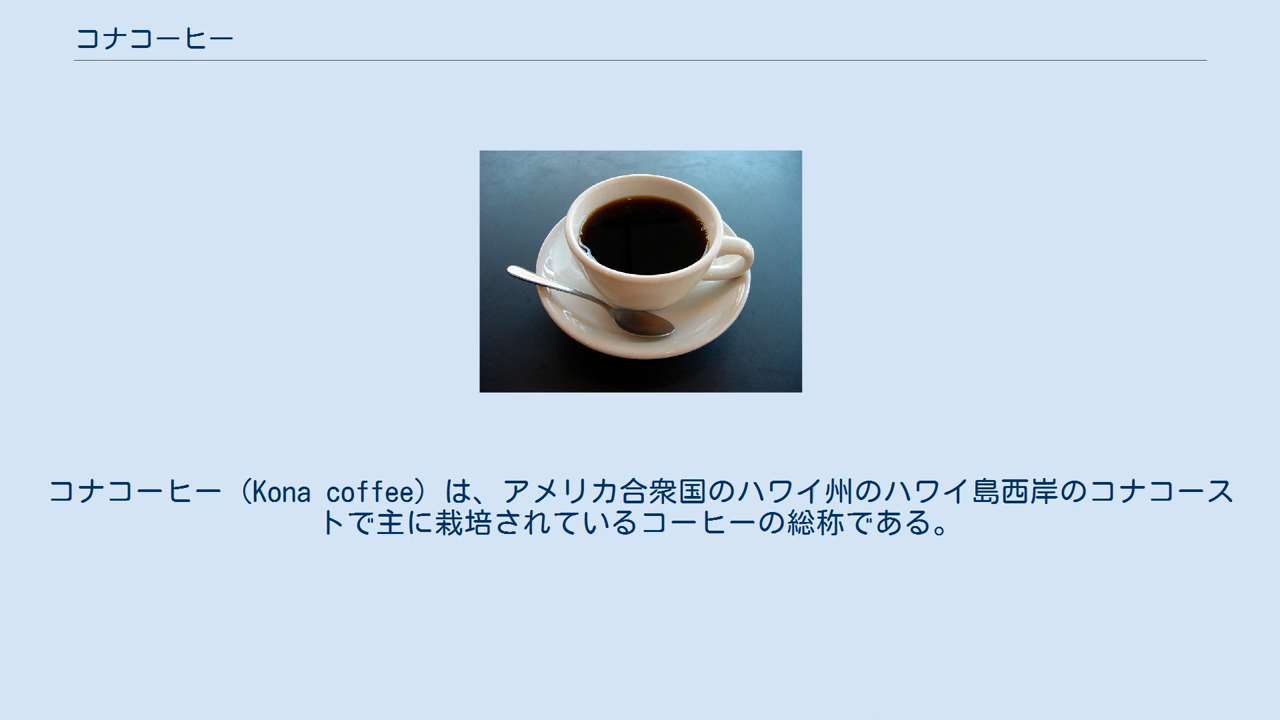 コナコーヒー
コナコーヒー（Kona coffee）は、アメリカ合衆国のハワイ州のハワイ島西岸のコナコース
トで主に栽培されているコーヒーの総称である。